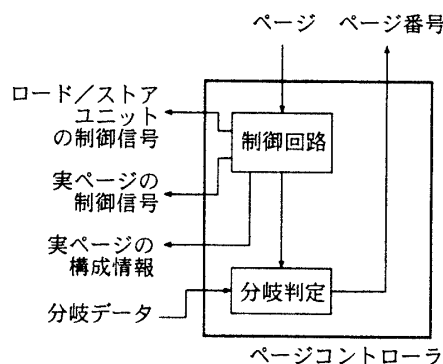 ページ ページ番号
ロード／ストア
ユニット
の制御信号
制御回路
実ページの
制御信号
実ページの
構成情報
分岐データ
分岐判定
ページコントローラ